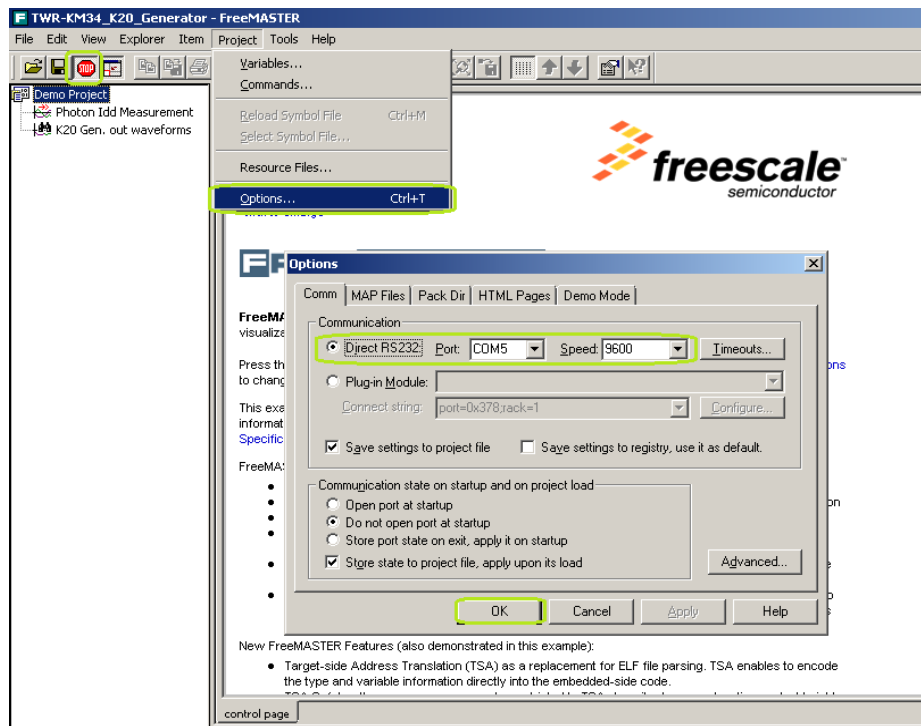 TWR-KM34_K20_Generator - FreeMASTER
File Edit View Explorer Item Project Tools Help
STOP
Variables...
Commands...
Reload Symbol File Ctrl+M
Select Symbol File...
Resource Files...
Options... Ctrl+T
Demo Project
Photon Idd Measurement
K20 Gen. out waveforms
freescale
semiconductor
Options
Comm MAP Files Pack Dir HTML Pages Demo Mode
Communication
Direct RS232: Port: COM5 Speed: 9600 Timeouts...
Plug-in Module:
Connect string: port=0x378;rack=1 Configure...
Save settings to project file Save settings to registry, use it as default.
Communication state on startup and on project load
Open port at startup
Do not open port at startup
Store port state on exit, apply it on startup
Store state to project file, apply upon its load
Advanced...
OK Cancel Apply Help
FreeMA
visualiza
Press th
to chang
This exa
informat
Specific
FreeMA
New FreeMASTER Features (also demonstrated in this example):
Target-side Address Translation (TSA) as a replacement for ELF file parsing. TSA enables to encode
the type and variable information directly into the embedded-side code.
control page